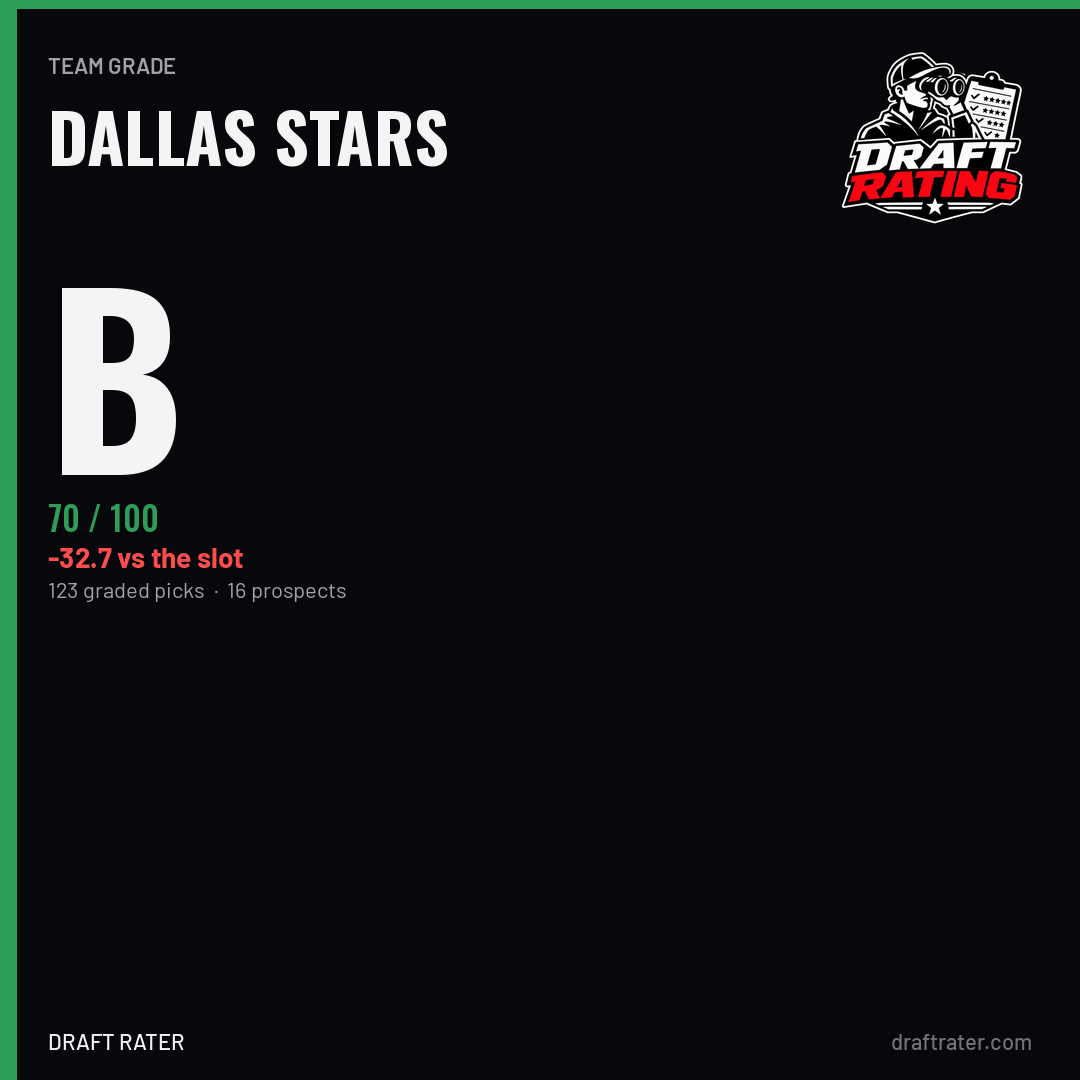 TEAM GRADE
DALLAS STARS
DRAFT
RATING
B
70 / 100
-32.7 vs the slot
123 graded picks · 16 prospects
DRAFT RATER
draftrater.com